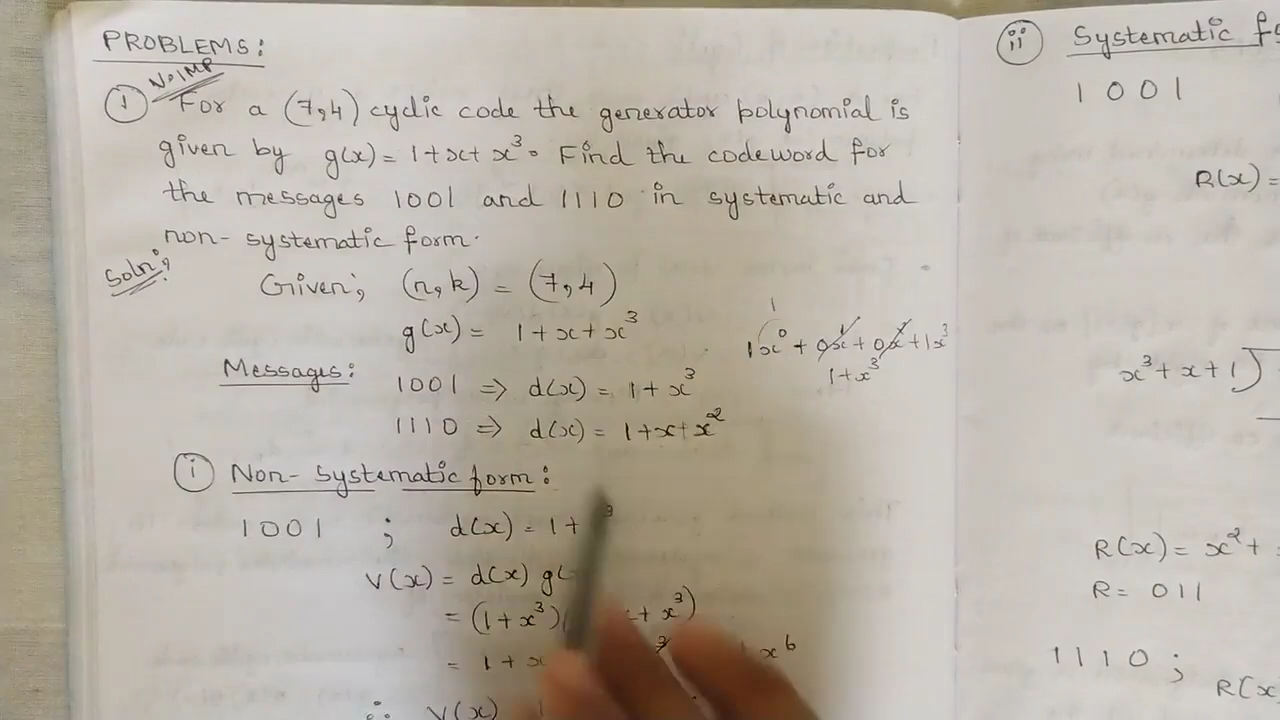 PROBLEMS:
V.IMP
① For a (7,4) cyclic code the generator polynomial is
given by g(x) = 1+x+x³. Find the codeword for
the messages 1001 and 1110 in systematic and
non-systematic form.
Soln:
Given; (n,k) = (7,4)
g(x) = 1+x+x³
1
1x⁰ + 0x¹ + 0x² + 1x³
1+x³
Messages: 1001 ⇒ d(x) = 1+x³
1110 ⇒ d(x) = 1+x+x²
ⓘ Non-Systematic form:
1001 ; d(x) = 1+
V(x) = d(x) g(
= (1+x³)( + x³)
= 1+x x⁶
∴ V(x)
ⓘⓘ Systematic
1001
R(x) =
x³+x+1)
R(x) = x² +
R = 011
1110 ;
R(x